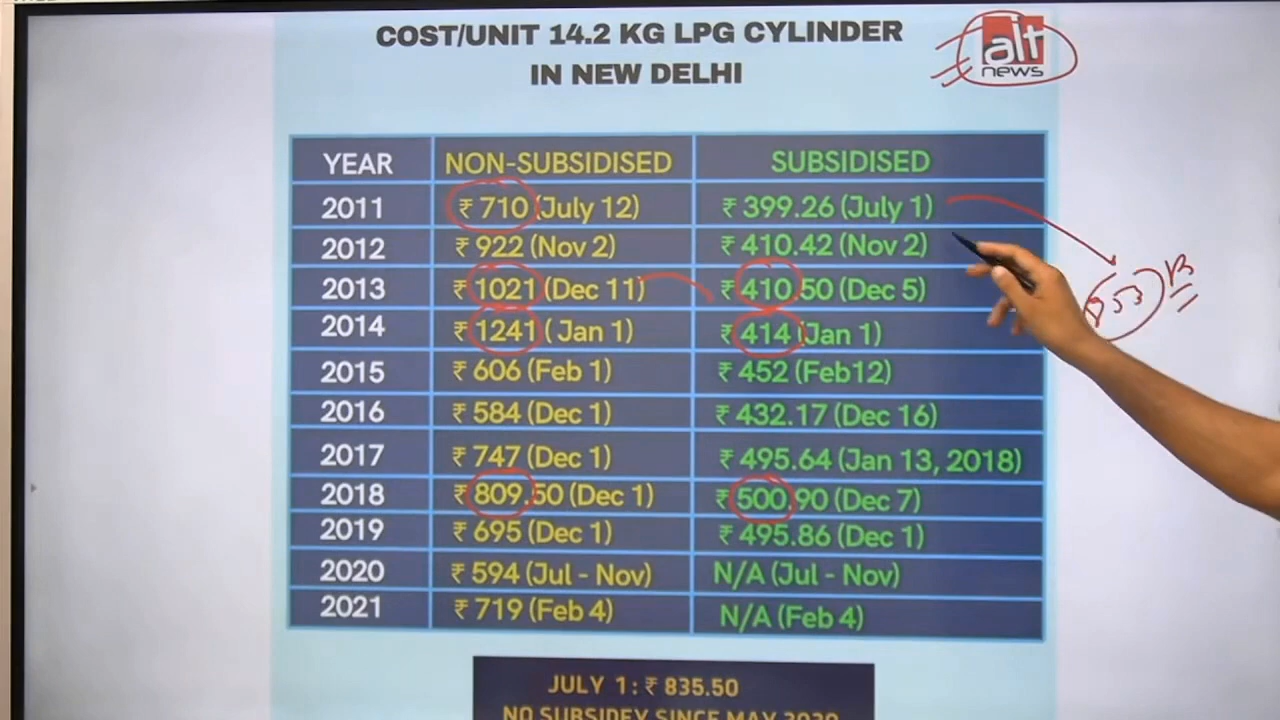 COST/UNIT 14.2 KG LPG CYLINDER
IN NEW DELHI
alt
news
YEAR NON-SUBSIDISED SUBSIDISED
2011 ₹ 710 (July 12) ₹ 399.26 (July 1)
2012 ₹ 922 (Nov 2) ₹ 410.42 (Nov 2)
2013 ₹ 1021 (Dec 11) ₹ 410.50 (Dec 5)
2014 ₹ 1241 ( Jan 1) ₹ 414 (Jan 1)
2015 ₹ 606 (Feb 1) ₹ 452 (Feb12)
2016 ₹ 584 (Dec 1) ₹ 432.17 (Dec 16)
2017 ₹ 747 (Dec 1) ₹ 495.64 (Jan 13, 2018)
2018 ₹ 809.50 (Dec 1) ₹ 500.90 (Dec 7)
2019 ₹ 695 (Dec 1) ₹ 495.86 (Dec 1)
2020 ₹ 594 (Jul - Nov) N/A (Jul - Nov)
2021 ₹ 719 (Feb 4) N/A (Feb 4)
JULY 1 : ₹ 835.50
NO SUBSIDEY SINCE MAY 2020